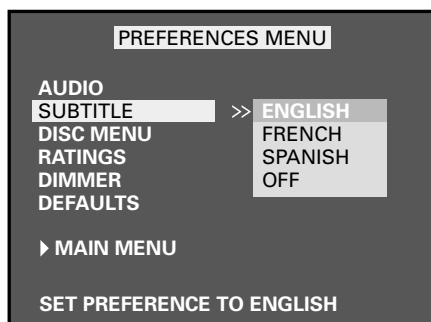 PREFERENCES MENU
AUDIO
SUBTITLE >> ENGLISH
DISC MENU FRENCH
RATINGS SPANISH
DIMMER OFF
DEFAULTS
MAIN MENU
SET PREFERENCE TO ENGLISH